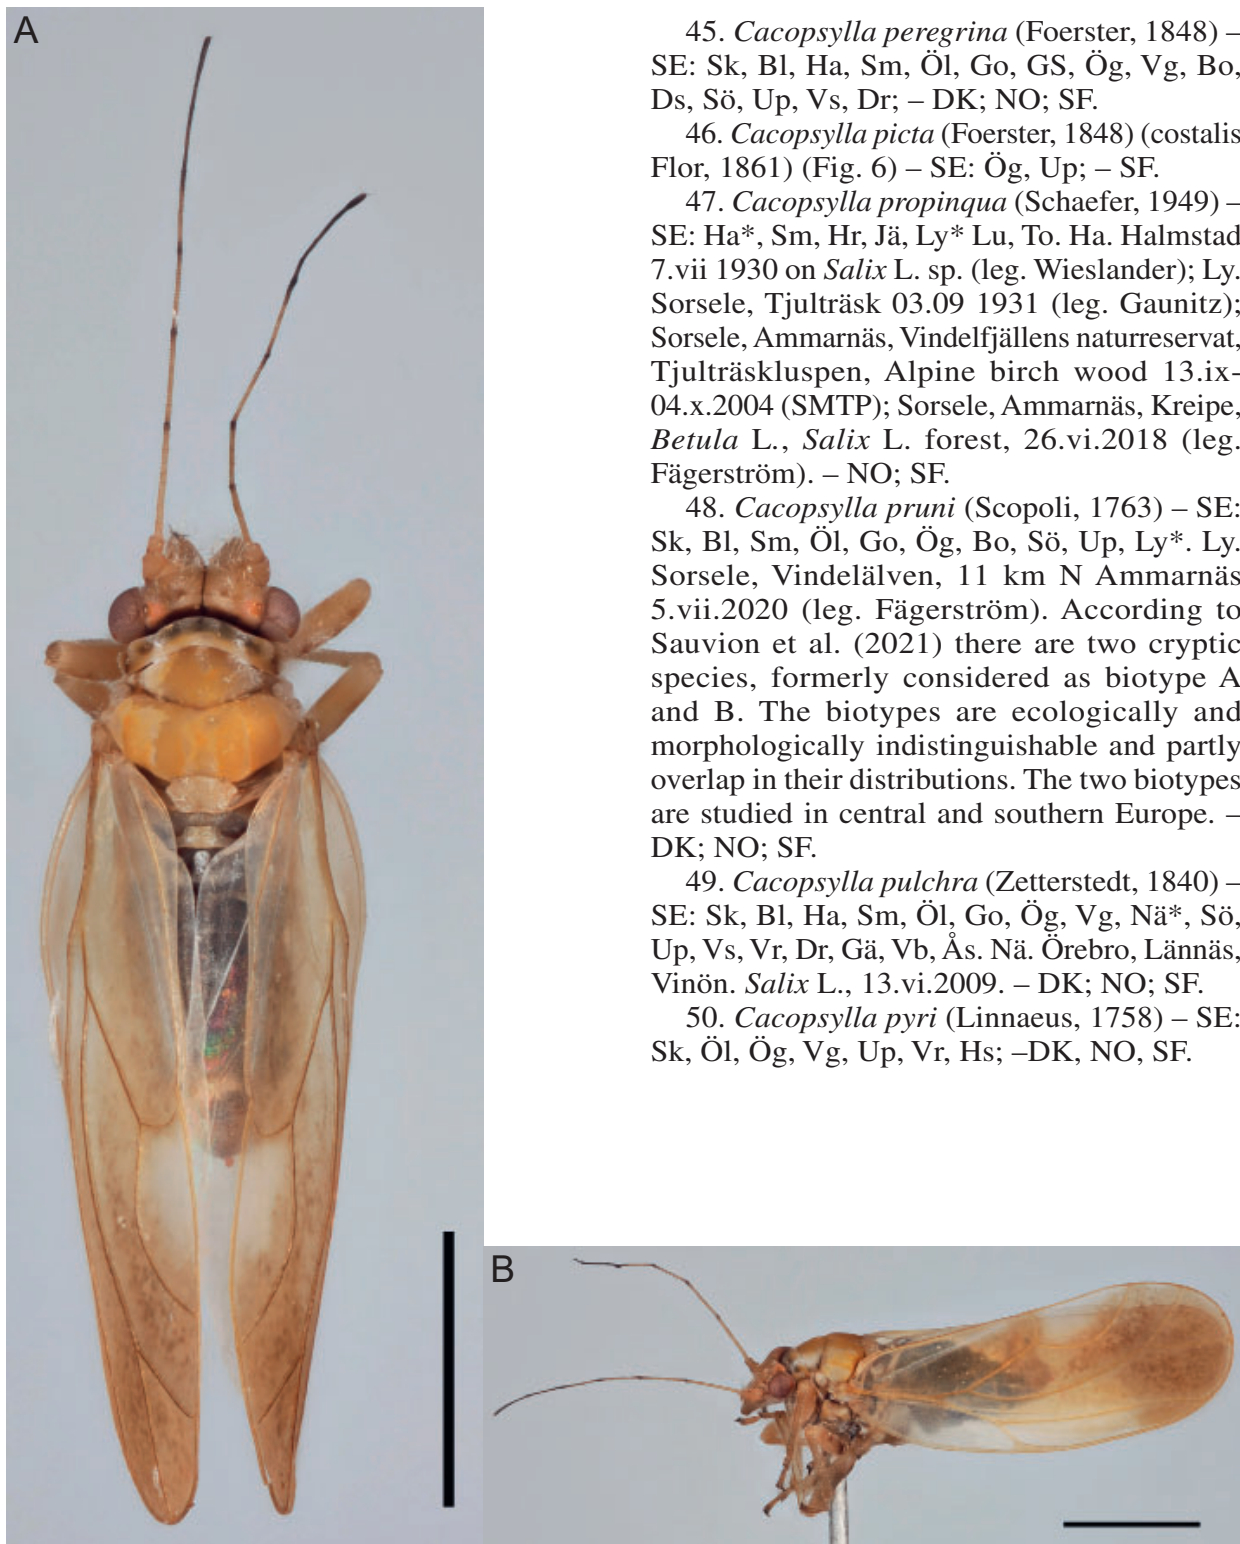 A
45. Cacopsylla peregrina (Foerster, 1848) –
SE: Sk, Bl, Ha, Sm, Öl, Go, GS, Ög, Vg, Bo,
Ds, Sö, Up, Vs, Dr; – DK; NO; SF.
46. Cacopsylla picta (Foerster, 1848) (costalis
Flor, 1861) (Fig. 6) – SE: Ög, Up; – SF.
47. Cacopsylla propinqua (Schaefer, 1949) –
SE: Ha*, Sm, Hr, Jä, Ly* Lu, To. Ha. Halmstad
7.vii 1930 on Salix L. sp. (leg. Wieslander); Ly.
Sorsele, Tjulträsk 03.09 1931 (leg. Gaunitz);
Sorsele, Ammarnäs, Vindelfjällens naturreservat,
Tjulträskluspen, Alpine birch wood 13.ix-
04.x.2004 (SMTP); Sorsele, Ammarnäs, Kreipe,
Betula L., Salix L. forest, 26.vi.2018 (leg.
Fägerström). – NO; SF.
48. Cacopsylla pruni (Scopoli, 1763) – SE:
Sk, Bl, Sm, Öl, Go, Ög, Bo, Sö, Up, Ly*. Ly.
Sorsele, Vindelälven, 11 km N Ammarnäs
5.vii.2020 (leg. Fägerström). According to
Sauvion et al. (2021) there are two cryptic
species, formerly considered as biotype A
and B. The biotypes are ecologically and
morphologically indistinguishable and partly
overlap in their distributions. The two biotypes
are studied in central and southern Europe. –
DK; NO; SF.
49. Cacopsylla pulchra (Zetterstedt, 1840) –
SE: Sk, Bl, Ha, Sm, Öl, Go, Ög, Vg, Nä*, Sö,
Up, Vs, Vr, Dr, Gä, Vb, Ås. Nä. Örebro, Lännäs,
Vinön. Salix L., 13.vi.2009. – DK; NO; SF.
50. Cacopsylla pyri (Linnaeus, 1758) – SE:
Sk, Öl, Ög, Vg, Up, Vr, Hs; –DK, NO, SF.
B